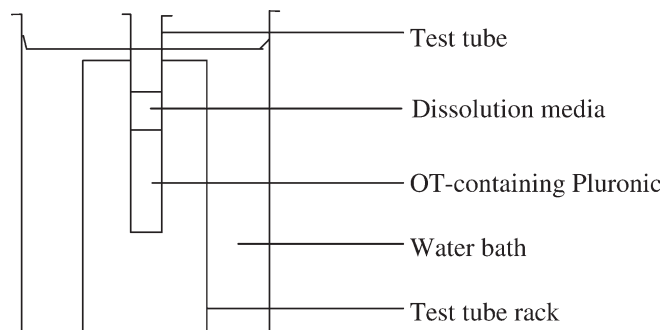 Test tube
Dissolution media
OT-containing Pluronic
Water bath
Test tube rack